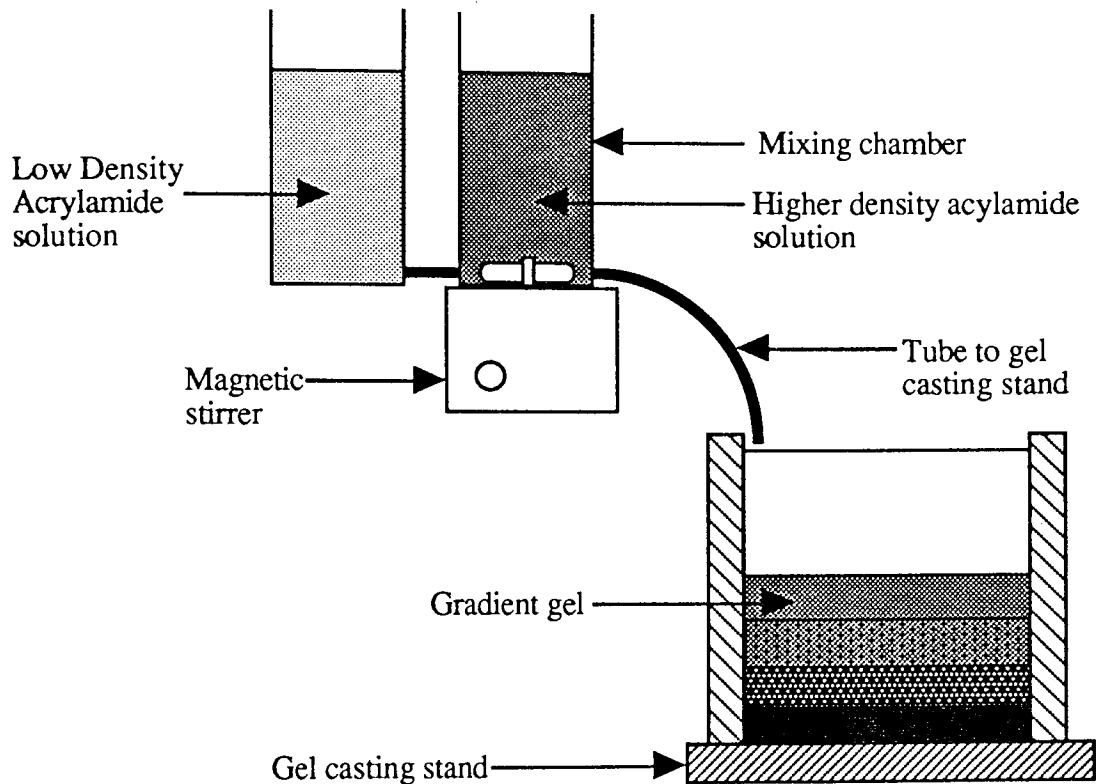 Low Density
Acrylamide
solution
Mixing chamber
Higher density acylamide
solution
Magnetic
stirrer
Tube to gel
casting stand
Gradient gel
Gel casting stand